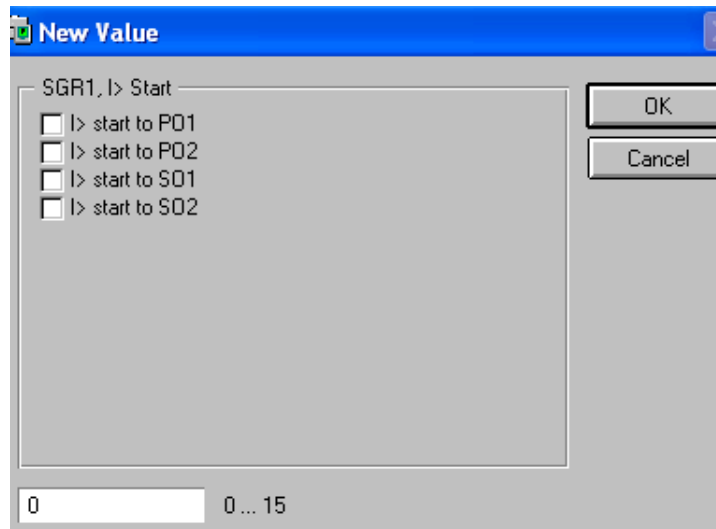 New Value
SGR1, I> Start
I> start to PO1
I> start to PO2
I> start to SO1
I> start to SO2
OK
Cancel
0
0 ... 15